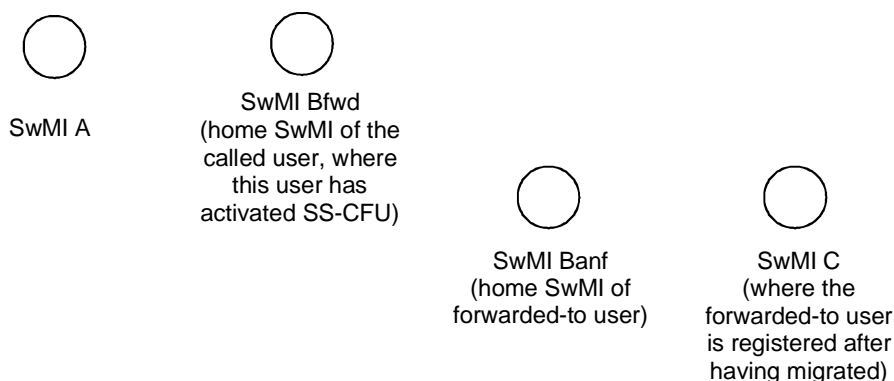 SwMI A
SwMI Bfwd
(home SwMI of the
called user, where
this user has
activated SS-CFU)
SwMI Banf
(home SwMI of
forwarded-to user)
SwMI C
(where the
forwarded-to user
is registered after
having migrated)